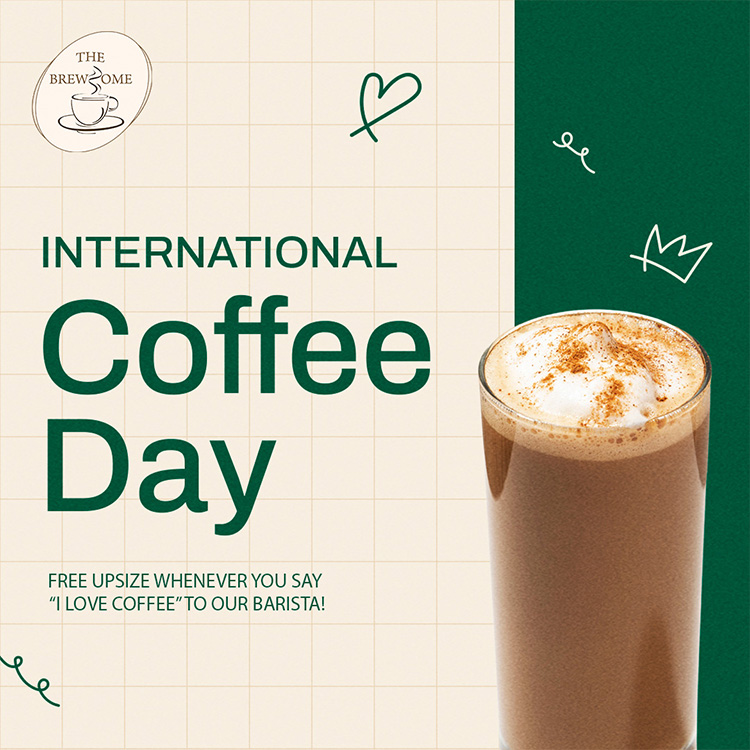 THE
BREWSOME
INTERNATIONAL
Coffee
Day
FREE UPSIZE WHENEVER YOU SAY
“I LOVE COFFEE” TO OUR BARISTA!